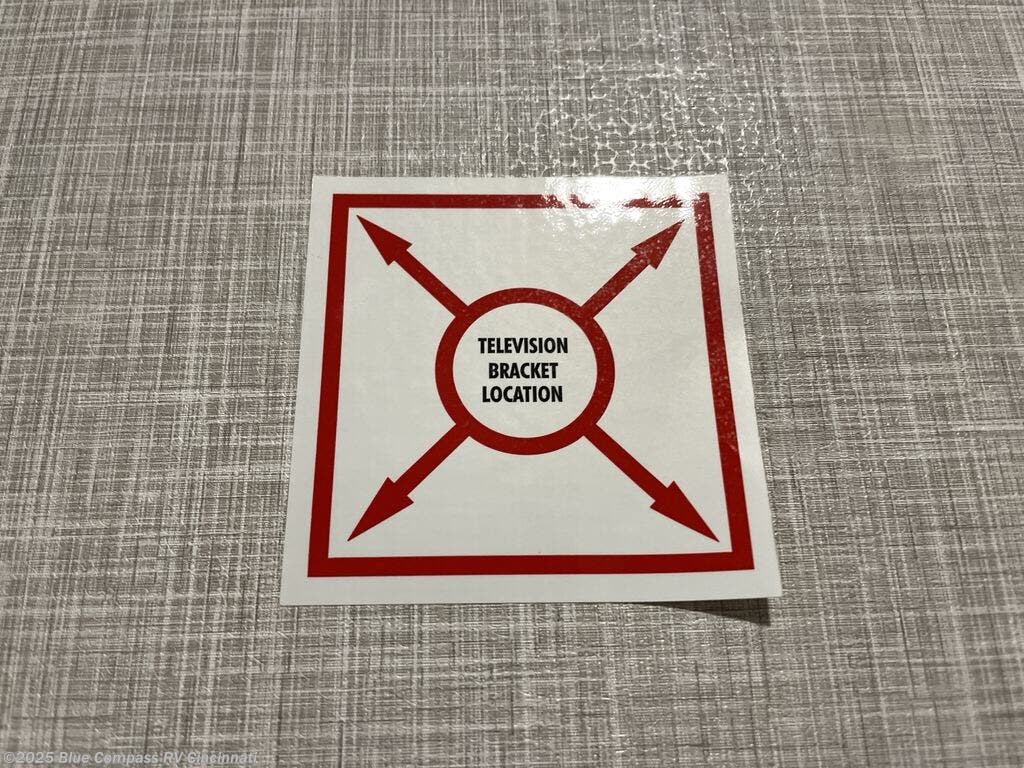 TELEVISION
BRACKET
LOCATION
©2025 Blue Compass RV Cincinnati